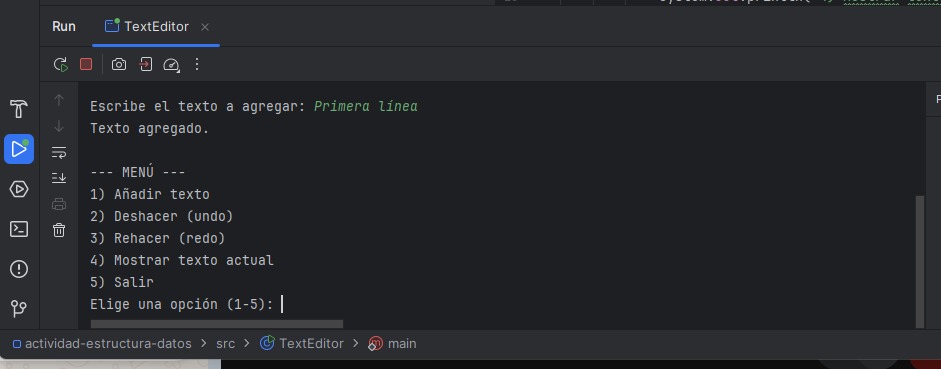 Run TextEditor
Escribe el texto a agregar: Primera línea
Texto agregado.
--- MENÚ ---
1) Añadir texto
2) Deshacer (undo)
3) Rehacer (redo)
4) Mostrar texto actual
5) Salir
Elige una opción (1-5):
actividad-estructura-datos > src > TextEditor > main